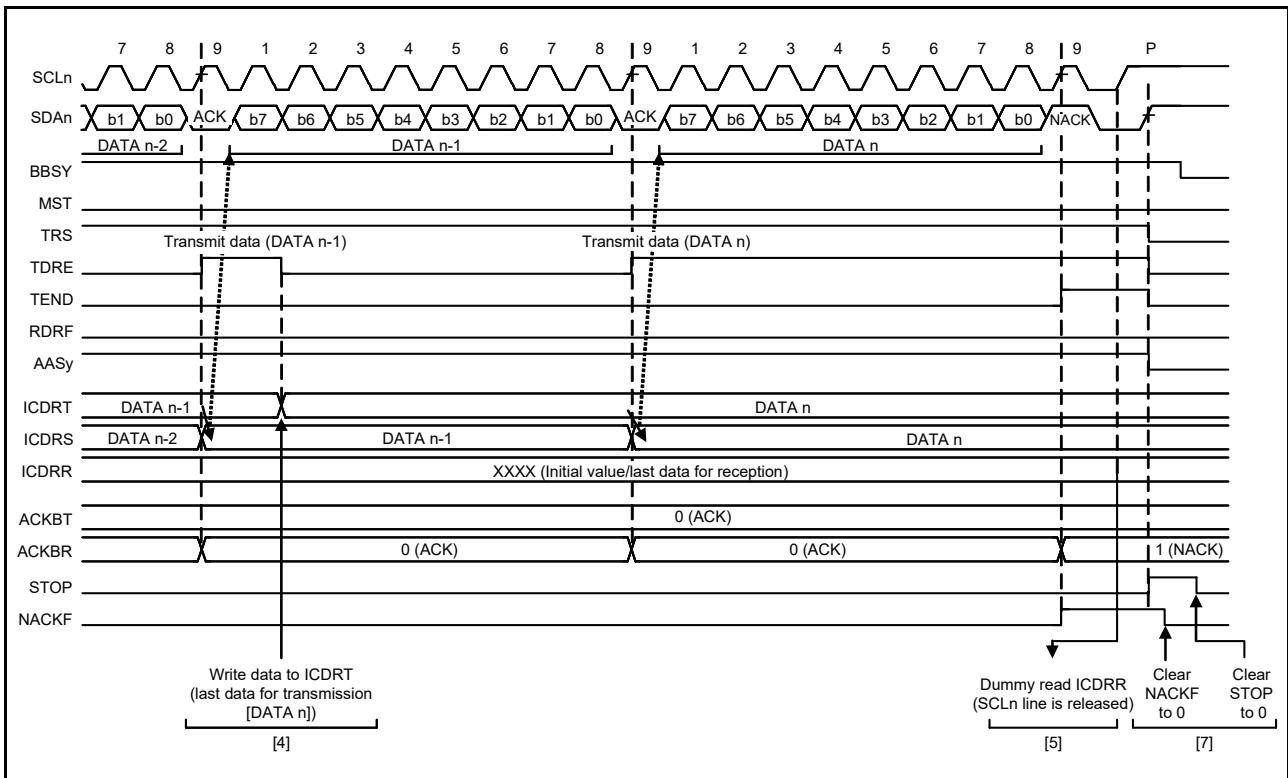 7 8 9 1 2 3 4 5 6 7 8 9 1 2 3 4 5 6 7 8 9 P
SCLn
SDAn b1 b0 ACK b7 b6 b5 b4 b3 b2 b1 b0 ACK b7 b6 b5 b4 b3 b2 b1 b0 NACK
DATA n-2 DATA n-1 DATA n
BBSY
MST
TRS
Transmit data (DATA n-1) Transmit data (DATA n)
TDRE
TEND
RDRF
AASy
ICDRT DATA n-1 DATA n
ICDRS DATA n-2 DATA n-1 DATA n
ICDRR XXXX (Initial value/last data for reception)
ACKBT 0 (ACK)
ACKBR 0 (ACK) 0 (ACK) 1 (NACK)
STOP
NACKF
Write data to ICDRT
(last data for transmission
[DATA n])
[4]
Dummy read ICDRR
(SCLn line is released)
[5]
Clear
NACKF
to 0
Clear
STOP
to 0
[7]